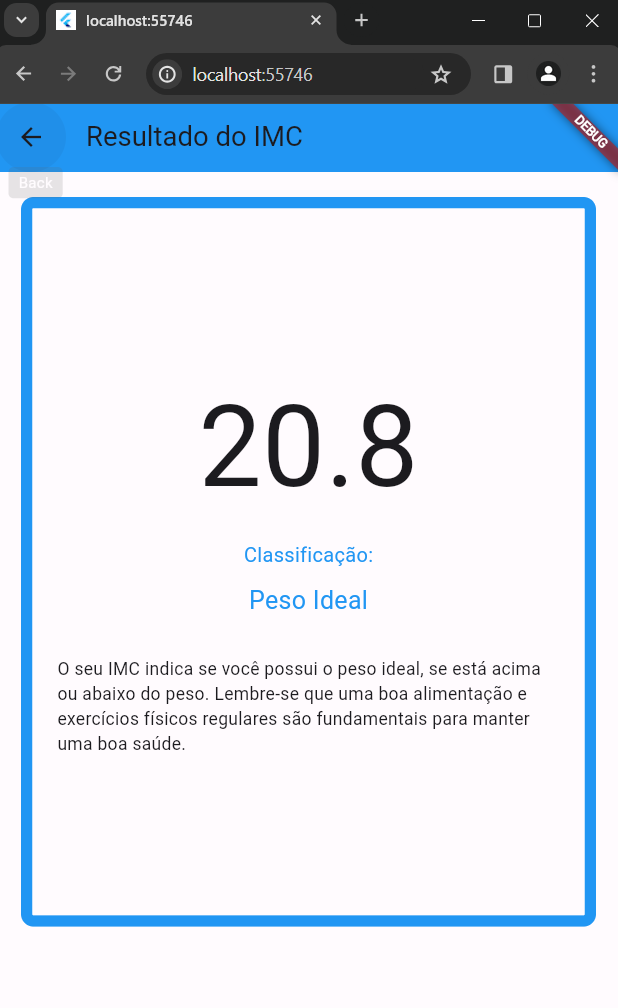 localhost:55746
localhost:55746
Resultado do IMC
DEBUG
Back
20.8
Classificação:
Peso Ideal
O seu IMC indica se você possui o peso ideal, se está acima
ou abaixo do peso. Lembre-se que uma boa alimentação e
exercícios físicos regulares são fundamentais para manter
uma boa saúde.